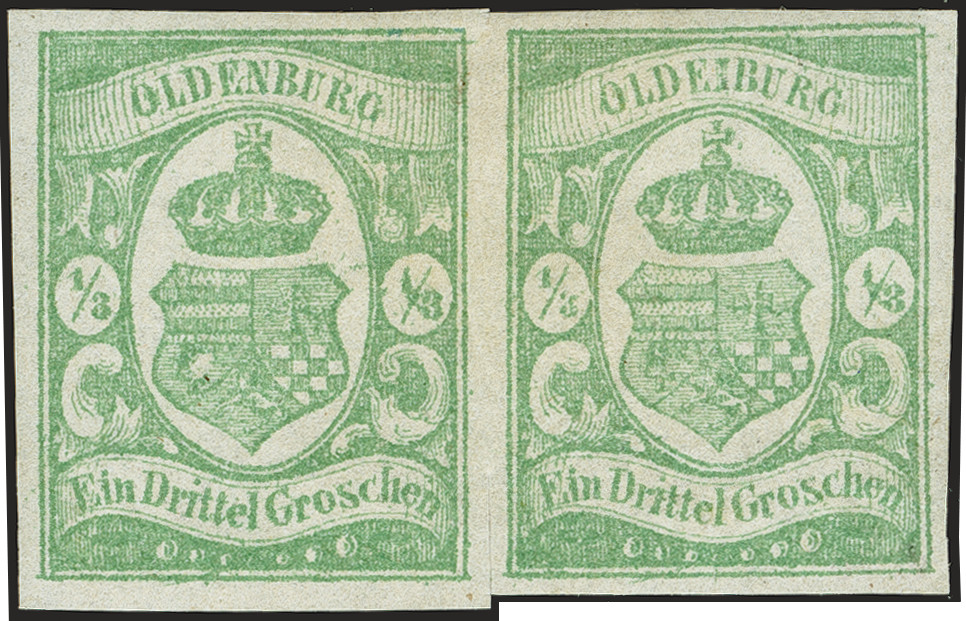 OLDENBURG
1/3 1/3
Ein Drittel Groschen
OLDEIBURG
1/3 1/3
Ein Drittel Groschen